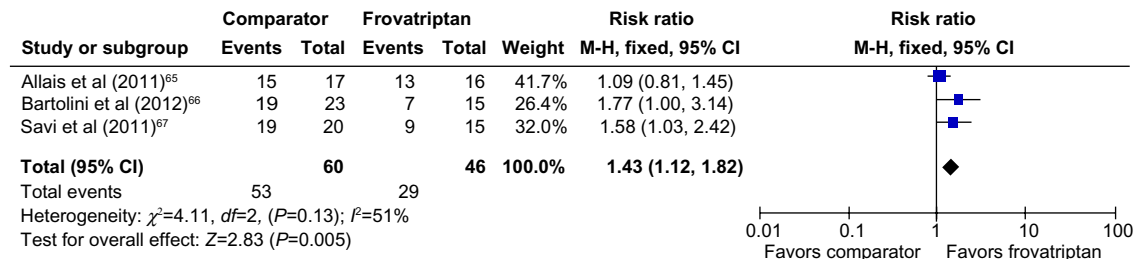 Comparator Frovatriptan Risk ratio Risk ratio
Study or subgroup Events Total Events Total Weight M-H, fixed, 95% CI M-H, fixed, 95% CI
Allais et al (2011)⁶⁵ 15 17 13 16 41.7% 1.09 (0.81, 1.45)
Bartolini et al (2012)⁶⁶ 19 23 7 15 26.4% 1.77 (1.00, 3.14)
Savi et al (2011)⁶⁷ 19 20 9 15 32.0% 1.58 (1.03, 2.42)
Total (95% CI) 60 46 100.0% 1.43 (1.12, 1.82)
Total events 53 29
Heterogeneity: χ²=4.11, df=2, (P=0.13); I²=51%
Test for overall effect: Z=2.83 (P=0.005)
0.01 0.1 1 10 100
Favors comparator Favors frovatriptan